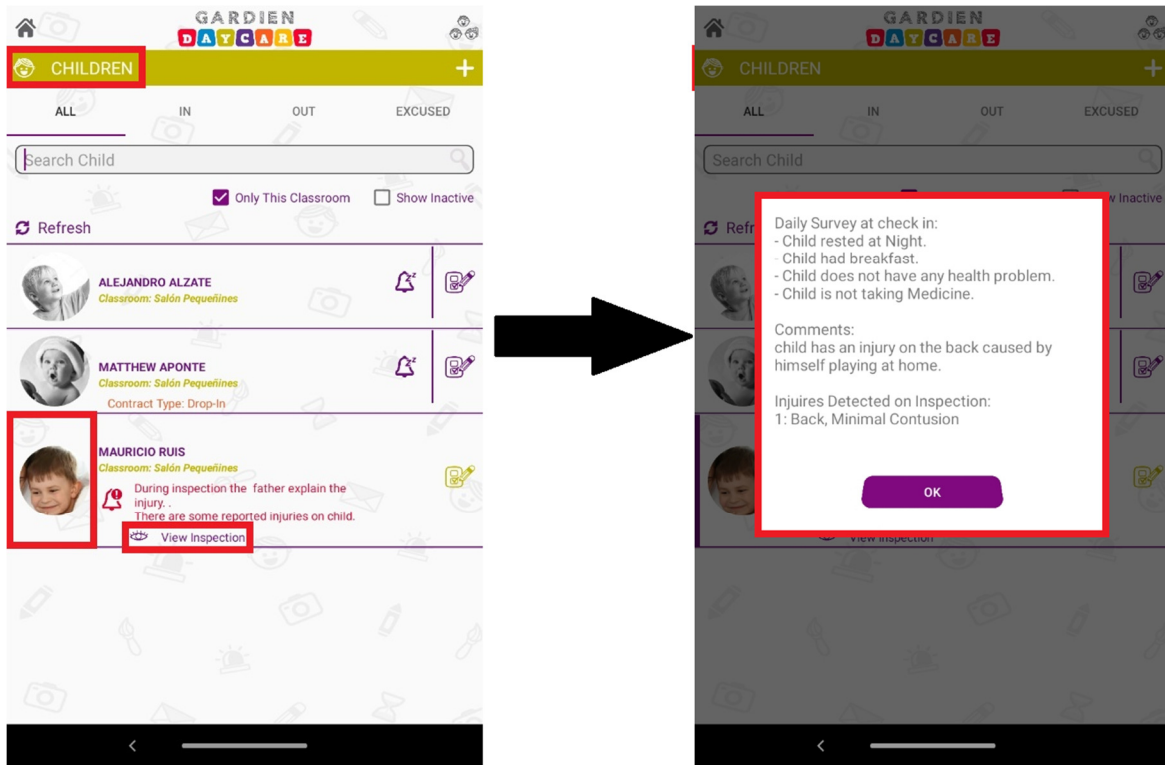 GARDIEN
DAYCARE
CHILDREN
ALL IN OUT EXCUSED
Search Child
Only This Classroom Show Inactive
Refresh
ALEJANDRO ALZATE
Classroom: Salón Pequeñines
MATTHEW APONTE
Classroom: Salón Pequeñines
Contract Type: Drop-In
MAURICIO RUIS
Classroom: Salón Pequeñines
During inspection the father explain the
injury. .
There are some reported injuries on child.
View Inspection
GARDIEN
DAYCARE
CHILDREN
ALL IN OUT EXCUSED
Search Child
Inactive
Daily Survey at check in:
- Child rested at Night.
- Child had breakfast.
- Child does not have any health problem.
- Child is not taking Medicine.
Comments:
child has an injury on the back caused by
himself playing at home.
Injuires Detected on Inspection:
1: Back, Minimal Contusion
OK
View Inspection